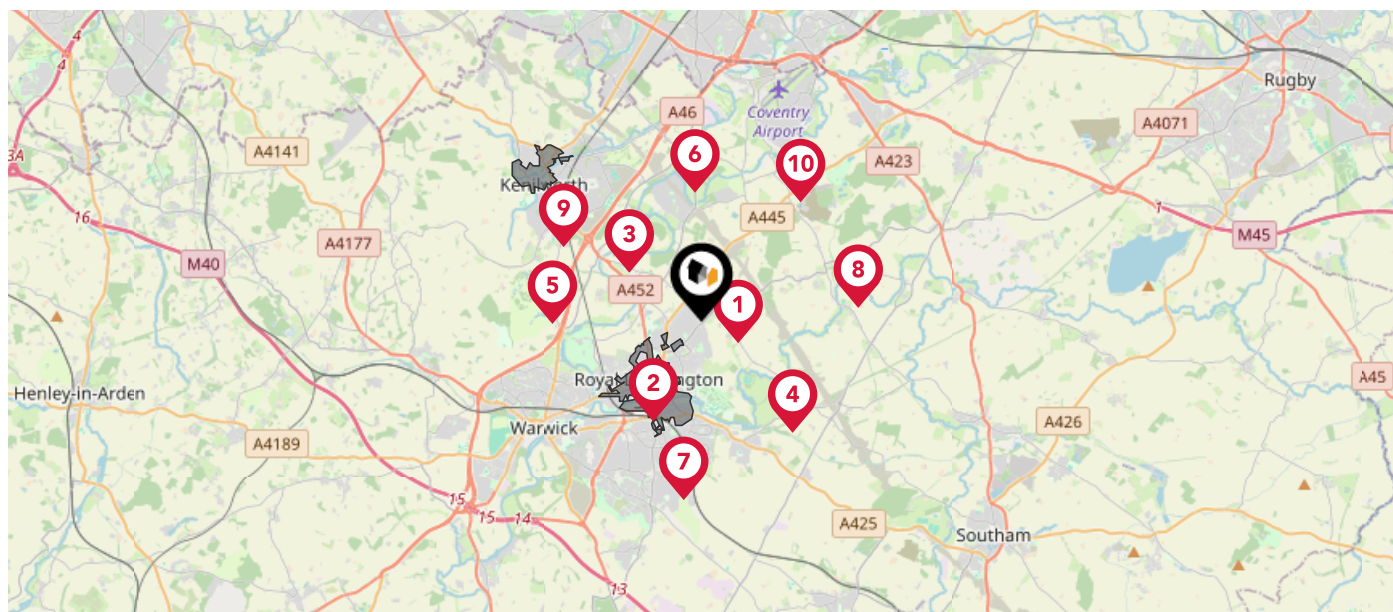 4
4
Rugby
A46
Coventry
Airport
A4071
A4141
6
10
A423
3A
Kenilworth
9
1
16
A445
A4177
3
M45
M40
8
5
A452
1
Henley-in-Arden
Royal Leamington
2
A45
4
A426
Warwick
A4189
7
15
15
14
A425
Southam
13